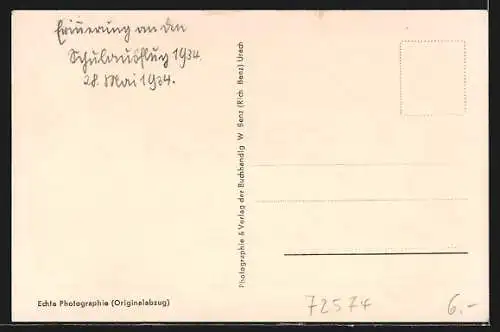 Erinnerung an den
Schulausflug 1934.
28. Mai 1934.
Photographie & Verlag der Buchhandlg W. Benz (Rich. Benz) Urach
Echte Photographie (Originalabzug)
72574
6.-